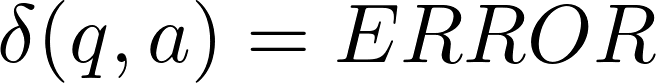 δ(q, a) = ERROR